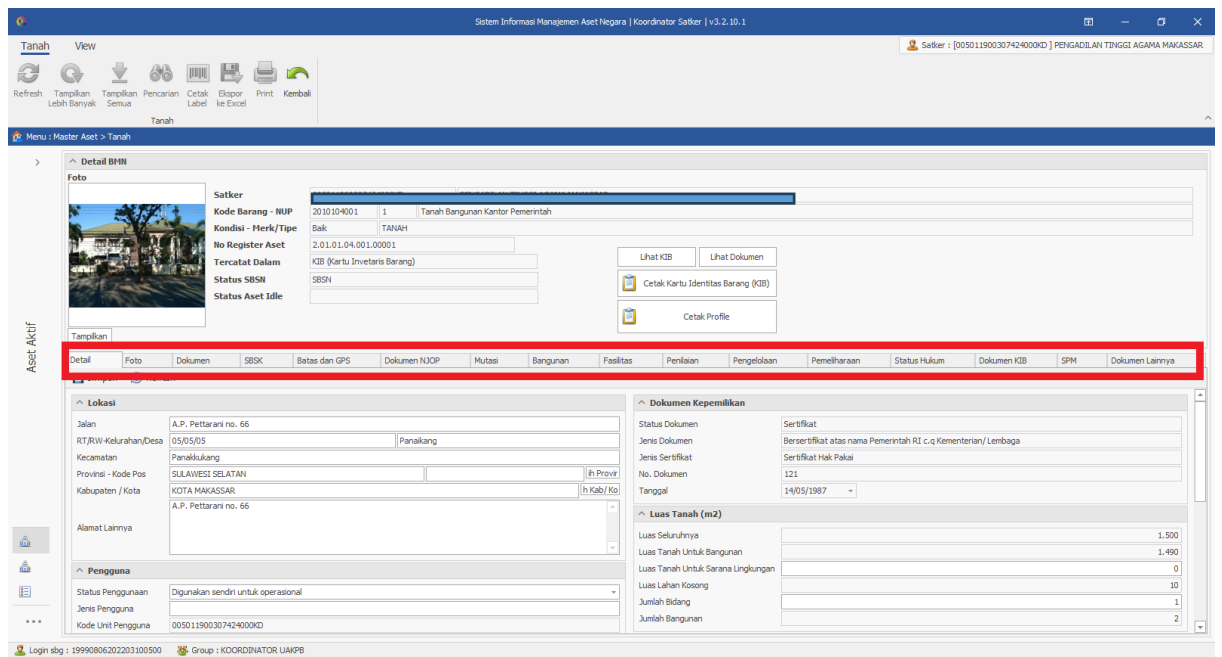 Sistem Informasi Manajemen Aset Negara | Koordinator Satker | v3.2.10.1
Tanah View
Satker : [005011900307424000KD ] PENGADILAN TINGGI AGAMA MAKASSAR
Refresh Tampilkan Lebih Banyak Tampilkan Semua Pencarian Cetak Label Ekspor ke Excel Print Kembali
Tanah
Menu : Master Aset > Tanah
Detail BMN
Foto
Satker
Kode Barang - NUP 2010104001 1 Tanah Bangunan Kantor Pemerintah
Kondisi - Merk/Tipe Baik TANAH
No Register Aset 2.01.01.04.001.00001
Tercatat Dalam KIB (Kartu Invetaris Barang)
Status SBSN SBSN
Status Aset Idle
Lihat KIB Lihat Dokumen
Cetak Kartu Identitas Barang (KIB)
Cetak Profile
Tampilkan
Aset Aktif
Detail Foto Dokumen SBSK Batas dan GPS Dokumen NJOP Mutasi Bangunan Fasilitas Penilaian Pengelolaan Pemeliharaan Status Hukum Dokumen KIB SPM Dokumen Lainnya
Lokasi
Jalan A.P. Pettarani no. 66
RT/RW-Kelurahan/Desa 05/05/05 Panaikang
Kecamatan Panakkukang
Provinsi - Kode Pos SULAWESI SELATAN ih Provir
Kabupaten / Kota KOTA MAKASSAR h Kab/ Ko
Alamat Lainnya A.P. Pettarani no. 66
Pengguna
Status Penggunaan Digunakan sendiri untuk operasional
Jenis Pengguna
Kode Unit Pengguna 005011900307424000KD
Dokumen Kepemilikan
Status Dokumen Sertifikat
Jenis Dokumen Bersertifikat atas nama Pemerintah RI c.q Kementerian/ Lembaga
Jenis Sertifikat Sertifikat Hak Pakai
No. Dokumen 121
Tanggal 14/05/1987
Luas Tanah (m2)
Luas Seluruhnya 1.500
Luas Tanah Untuk Bangunan 1.490
Luas Tanah Untuk Sarana Lingkungan 0
Luas Lahan Kosong 10
Jumlah Bidang 1
Jumlah Bangunan 2
Login sbg : 199908062022031005​00 Group : KOORDINATOR UAKPB